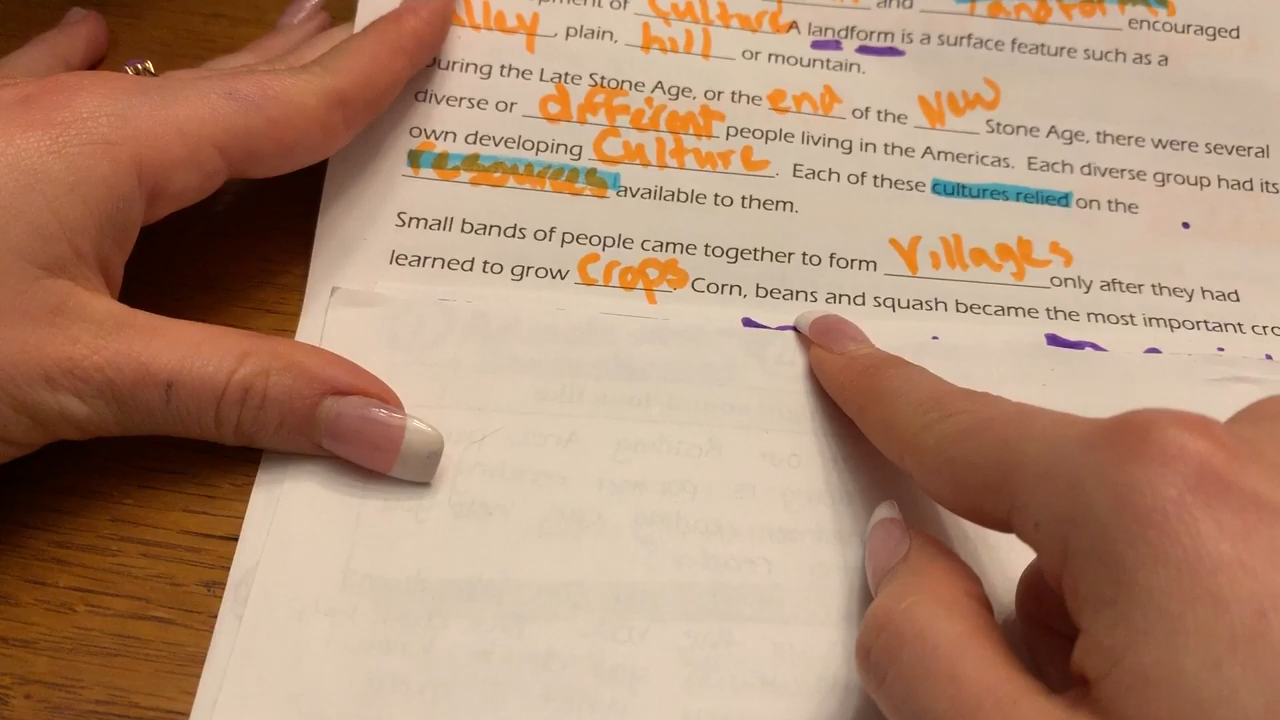 of Culture and landforms encouraged
plain, hill or mountain. A landform is a surface feature such as a
During the Late Stone Age, or the end of the New Stone Age, there were several
diverse or different people living in the Americas. Each diverse group had its
own developing Culture. Each of these cultures relied on the
resources available to them.
Small bands of people came together to form Villages only after they had
learned to grow Crops. Corn, beans and squash became the most important